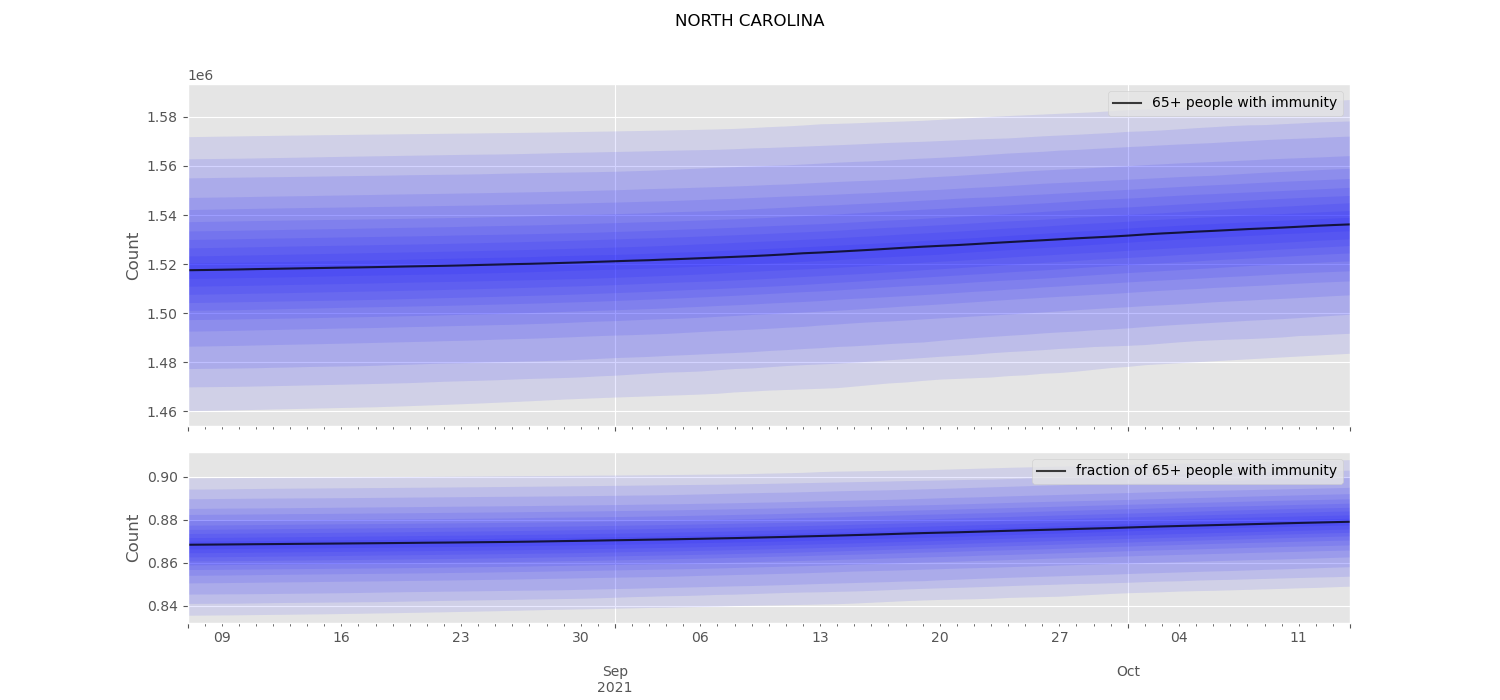 NORTH CAROLINA
1e6
65+ people with immunity
1.58
1.56
1.54
1.52
1.50
1.48
1.46
Count
fraction of 65+ people with immunity
0.90
0.88
0.86
0.84
Count
09 16 23 30 06 13 20 27 04 11
Sep Oct
2021